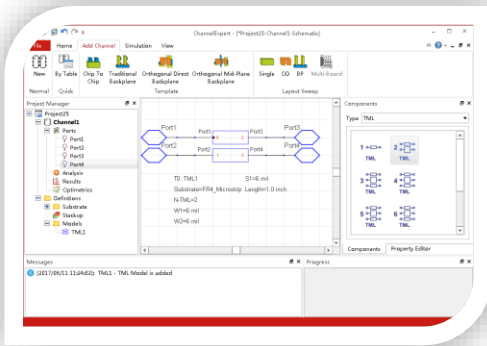 ChannelExpert - [*Project25-Channel1-Schematic]
File Home Add Channel Simulation View
New By Table Chip To Chip Traditional Backplane Orthogonal Direct Backplane Orthogonal Mid-Plane Backplane Single OD BP Multi-Board
Normal Quick Template Layout Sweep
Project Manager
Project25
Channel1
Parts
Port1
Port2
Port3
Port4
Analysis
Results
Optimetrics
Definitions
Substrate
Stackup
Models
TML1
Port1 Port1 Port3 Port3
Port2 Port2 Port4 Port4
T0: TML1 S1=6 mil
Substrate=FR4_Microstrip Length=1.0 inch
N-TML=2
W1=6 mil
W2=6 mil
Components
Type TML
1 2
TML TML
3 4
TML TML
5 6
TML TML
Components Property Editor
Messages
[2017/06/11 11:24:03]: TML1 - TML Model is added
Progress